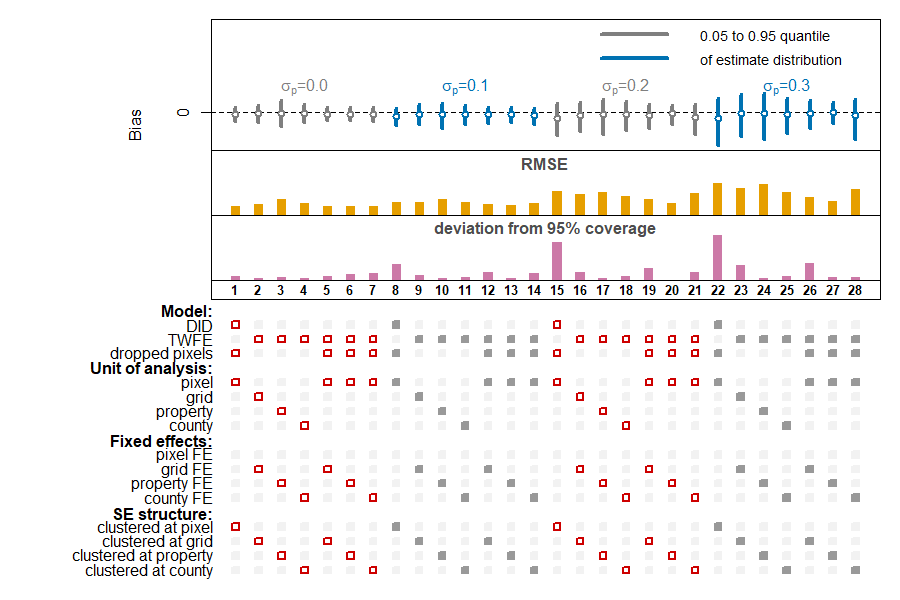 0.05 to 0.95 quantile
of estimate distribution
σp=0.0 σp=0.1 σp=0.2 σp=0.3
Bias 0
RMSE
deviation from 95% coverage
1 2 3 4 5 6 7 8 9 10 11 12 13 14 15 16 17 18 19 20 21 22 23 24 25 26 27 28
Model:
DID
TWFE
dropped pixels
Unit of analysis:
pixel
grid
property
county
Fixed effects:
pixel FE
grid FE
property FE
county FE
SE structure:
clustered at pixel
clustered at grid
clustered at property
clustered at county